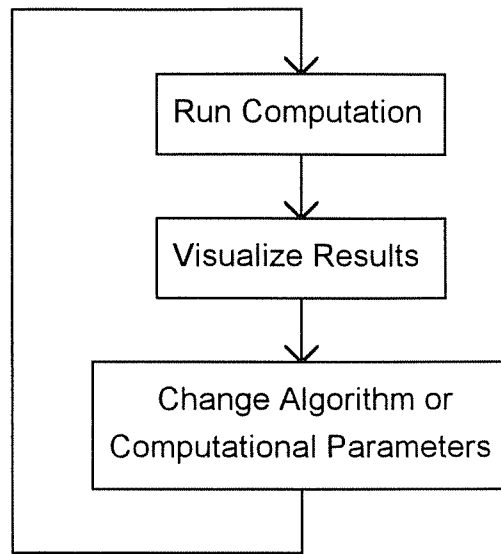 Run Computation
Visualize Results
Change Algorithm or
Computational Parameters